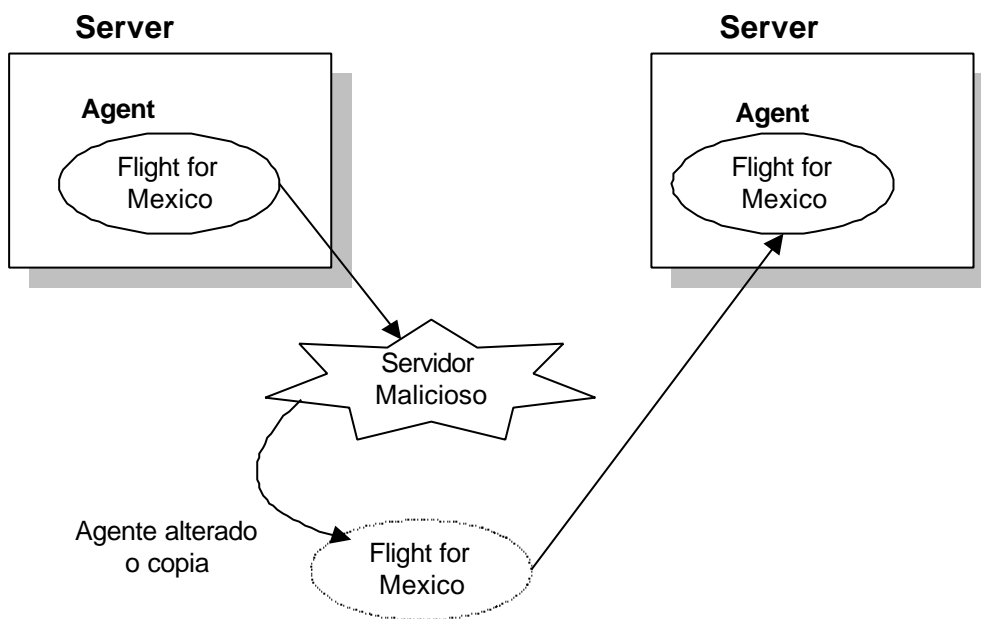 Server
Agent
Flight for
Mexico
Server
Agent
Flight for
Mexico
Servidor
Malicioso
Agente alterado
o copia
Flight for
Mexico